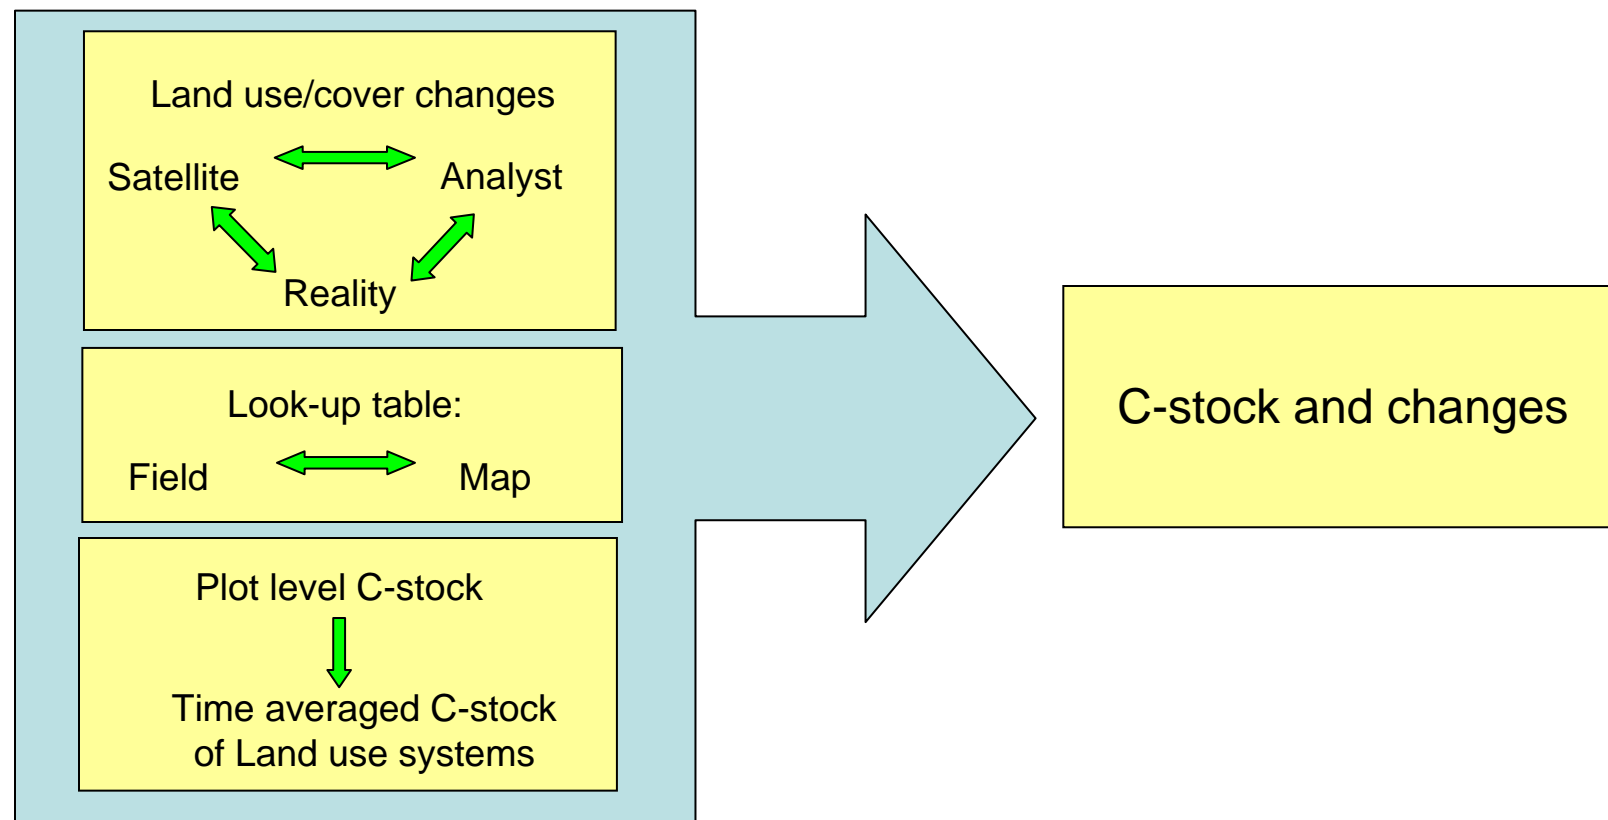 Land use/cover changes
Satellite Analyst
Reality
Look-up table:
Field Map
Plot level C-stock
Time averaged C-stock
of Land use systems
C-stock and changes